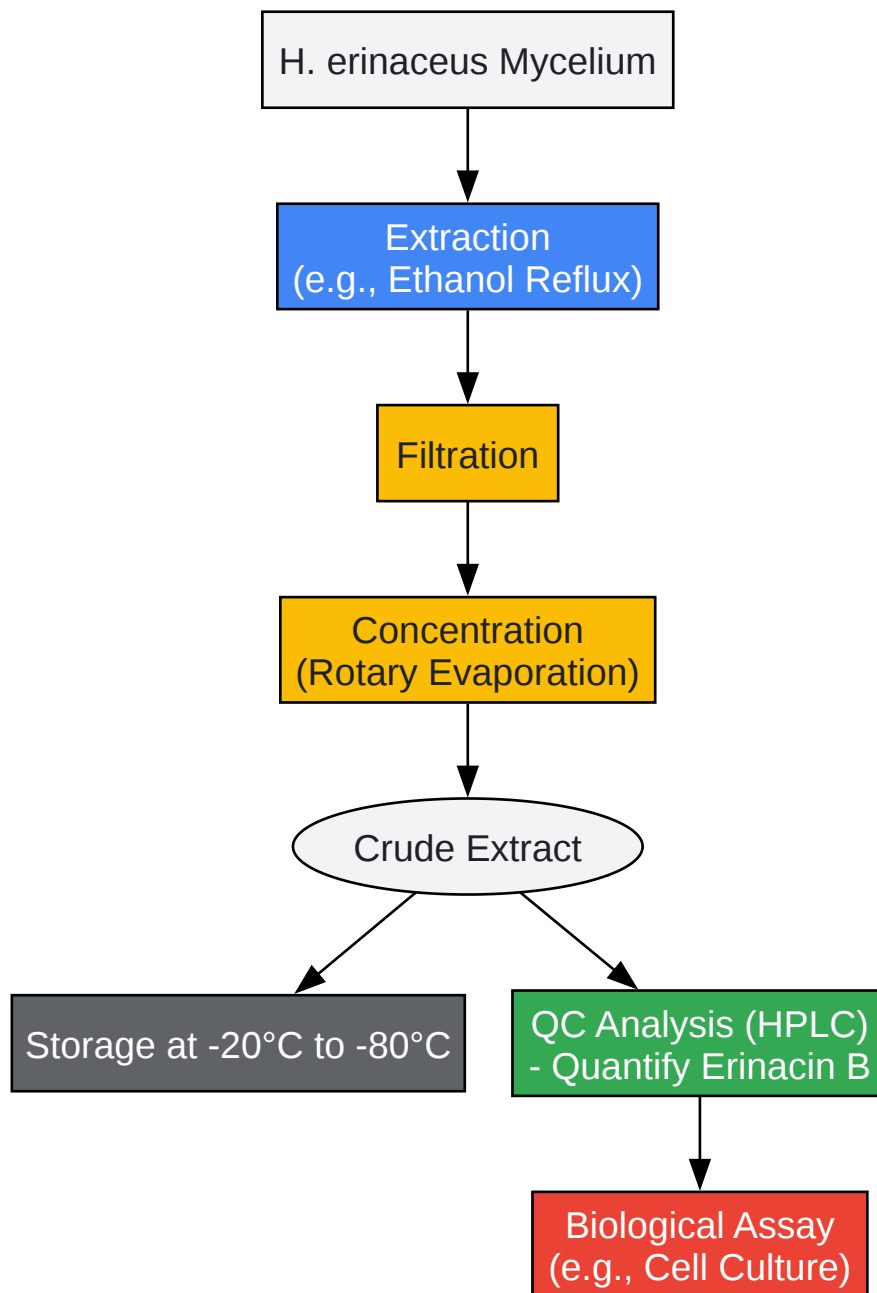 H. erinaceus Mycelium
Extraction
(e.g., Ethanol Reflux)
Filtration
Concentration
(Rotary Evaporation)
Crude Extract
Storage at -20°C to -80°C
QC Analysis (HPLC)
- Quantify Erinacin B
Biological Assay
(e.g., Cell Culture)